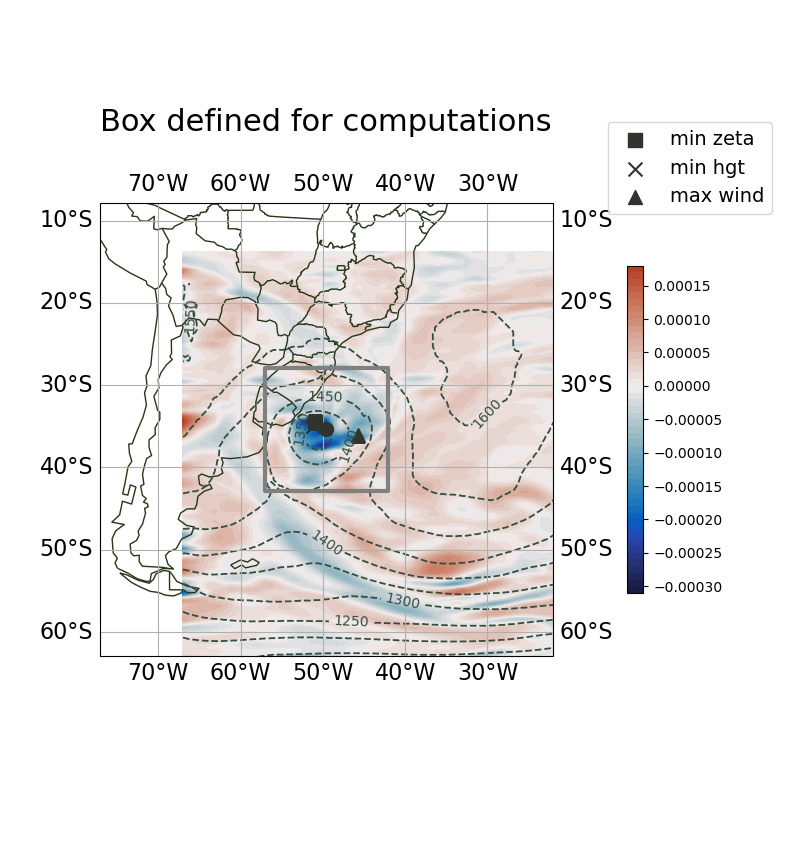 Box defined for computations
min zeta
min hgt
max wind
70°W 60°W 50°W 40°W 30°W
10°S 10°S
20°S 20°S
30°S 30°S
40°S 40°S
50°S 50°S
60°S 60°S
70°W 60°W 50°W 40°W 30°W
1550
1450
1350
1400
1600
1400
1300
1250
0.00015
0.00010
0.00005
0.00000
−0.00005
−0.00010
−0.00015
−0.00020
−0.00025
−0.00030